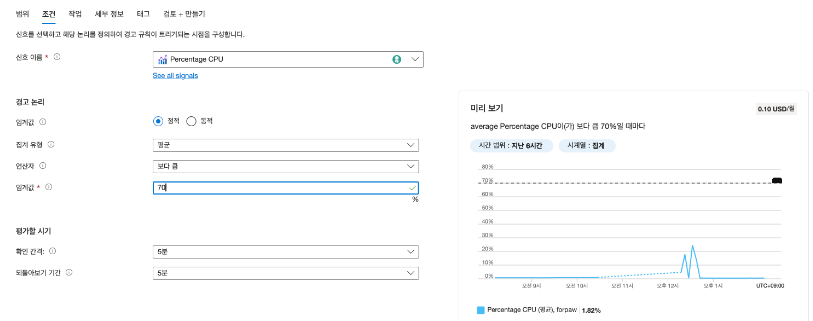 범위 조건 작업 세부 정보 태그 검토 + 만들기
신호를 선택하고 해당 논리를 정의하여 경고 규칙이 트리거되는 시점을 구성합니다.
신호 이름 *
Percentage CPU
See all signals
경고 논리
임계값
정적 동적
집계 유형
평균
연산자
보다 큼
임계값 *
70
%
평가할 시기
확인 간격:
5분
되돌아보기 기간
5분
미리 보기
0.10 USD/월
average Percentage CPU이(가) 보다 큼 70%일 때마다
시간 범위 : 지난 6시간 시계열 : 집계
80%
70%
60%
50%
40%
30%
20%
10%
0%
오전 9시 오전 10시 오전 11시 오후 12시 오후 1시 UTC+09:00
Percentage CPU (평균), forpaw | 1.82%